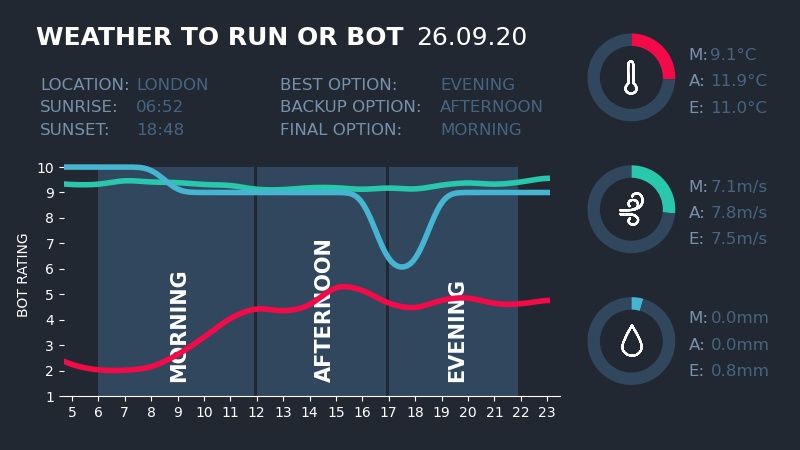 WEATHER TO RUN OR BOT 26.09.20
LOCATION: LONDON
SUNRISE: 06:52
SUNSET: 18:48
BEST OPTION: EVENING
BACKUP OPTION: AFTERNOON
FINAL OPTION: MORNING
M: 9.1°C
A: 11.9°C
E: 11.0°C
M: 7.1m/s
A: 7.8m/s
E: 7.5m/s
M: 0.0mm
A: 0.0mm
E: 0.8mm
BOT RATING
10
9
8
7
6
5
4
3
2
1
MORNING
AFTERNOON
EVENING
5 6 7 8 9 10 11 12 13 14 15 16 17 18 19 20 21 22 23